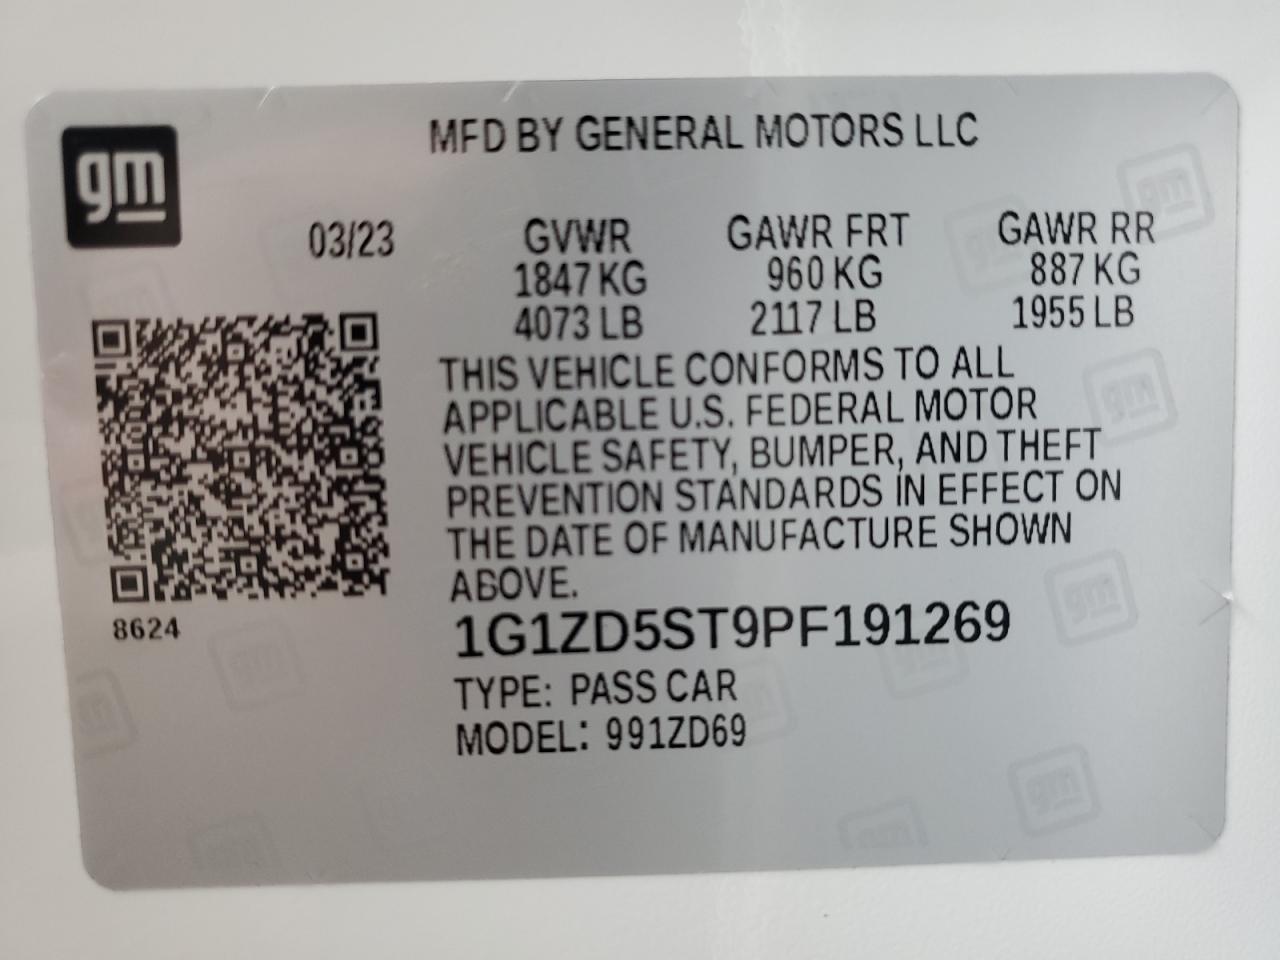 gm
MFD BY GENERAL MOTORS LLC
03/23
GVWR GAWR FRT GAWR RR
1847 KG 960 KG 887 KG
4073 LB 2117 LB 1955 LB
THIS VEHICLE CONFORMS TO ALL
APPLICABLE U.S. FEDERAL MOTOR
VEHICLE SAFETY, BUMPER, AND THEFT
PREVENTION STANDARDS IN EFFECT ON
THE DATE OF MANUFACTURE SHOWN
ABOVE.
8624
1G1ZD5ST9PF191269
TYPE: PASS CAR
MODEL: 991ZD69